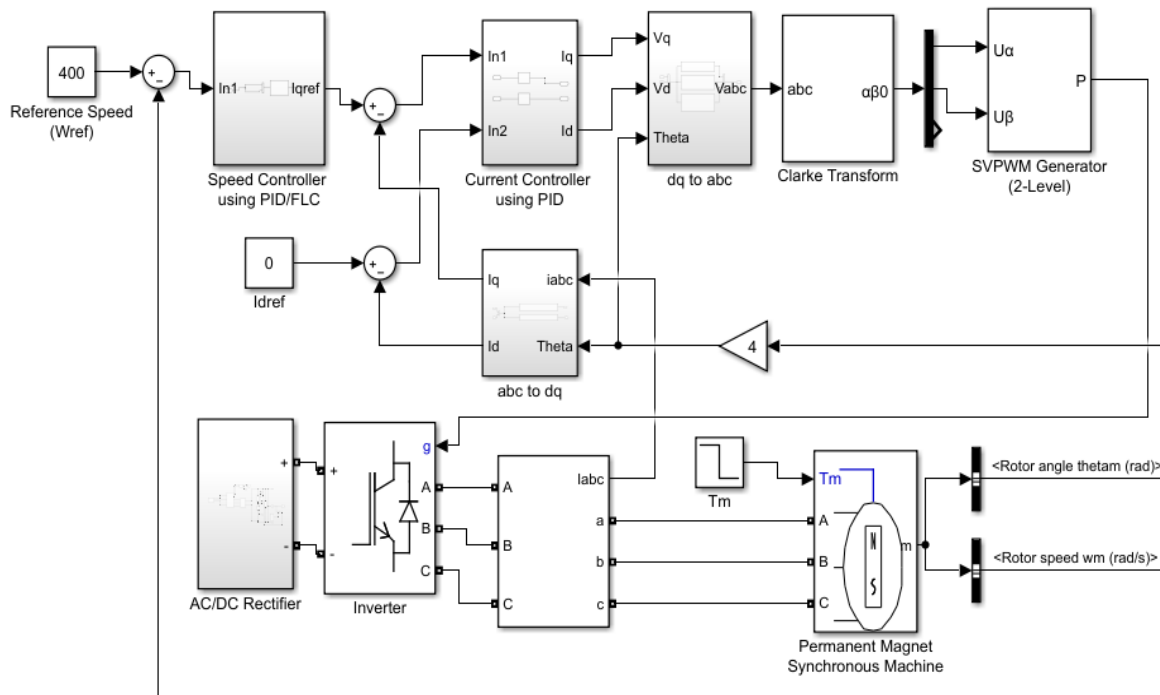 400
Reference Speed
(Wref)
+
−
In1
Iqref
Speed Controller
using PID/FLC
+
−
In1
In2
Iq
Id
Current Controller
using PID
Vq
Vd
Theta
Vabc
dq to abc
abc
αβ0
Clarke Transform
Uα
Uβ
P
SVPWM Generator
(2-Level)
0
Idref
+
−
Iq
Id
iabc
Theta
abc to dq
4
+
-
AC/DC Rectifier
+
-
g
A
B
C
Inverter
A
B
C
Iabc
a
b
c
Tm
Tm
A
B
C
N
S
m
Permanent Magnet
Synchronous Machine
<Rotor angle thetam (rad)>
<Rotor speed wm (rad/s)>